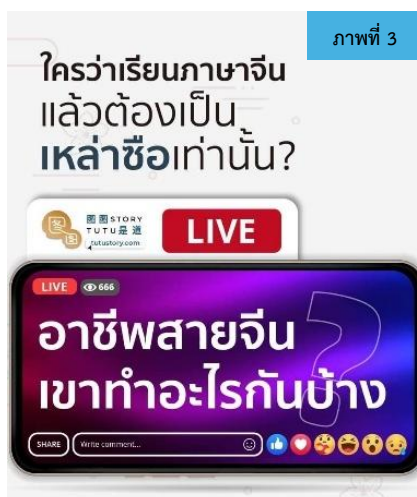 ภาพที่ 3
ใครว่าเรียนภาษาจีน
แล้วต้องเป็น
เหล่าซือเท่านั้น?
圖圖STORY
TUTU是道
tutustory.com
LIVE
LIVE 666
อาชีพสายจีน
เขาทำอะไรกันบ้าง
?
SHARE Write comment...